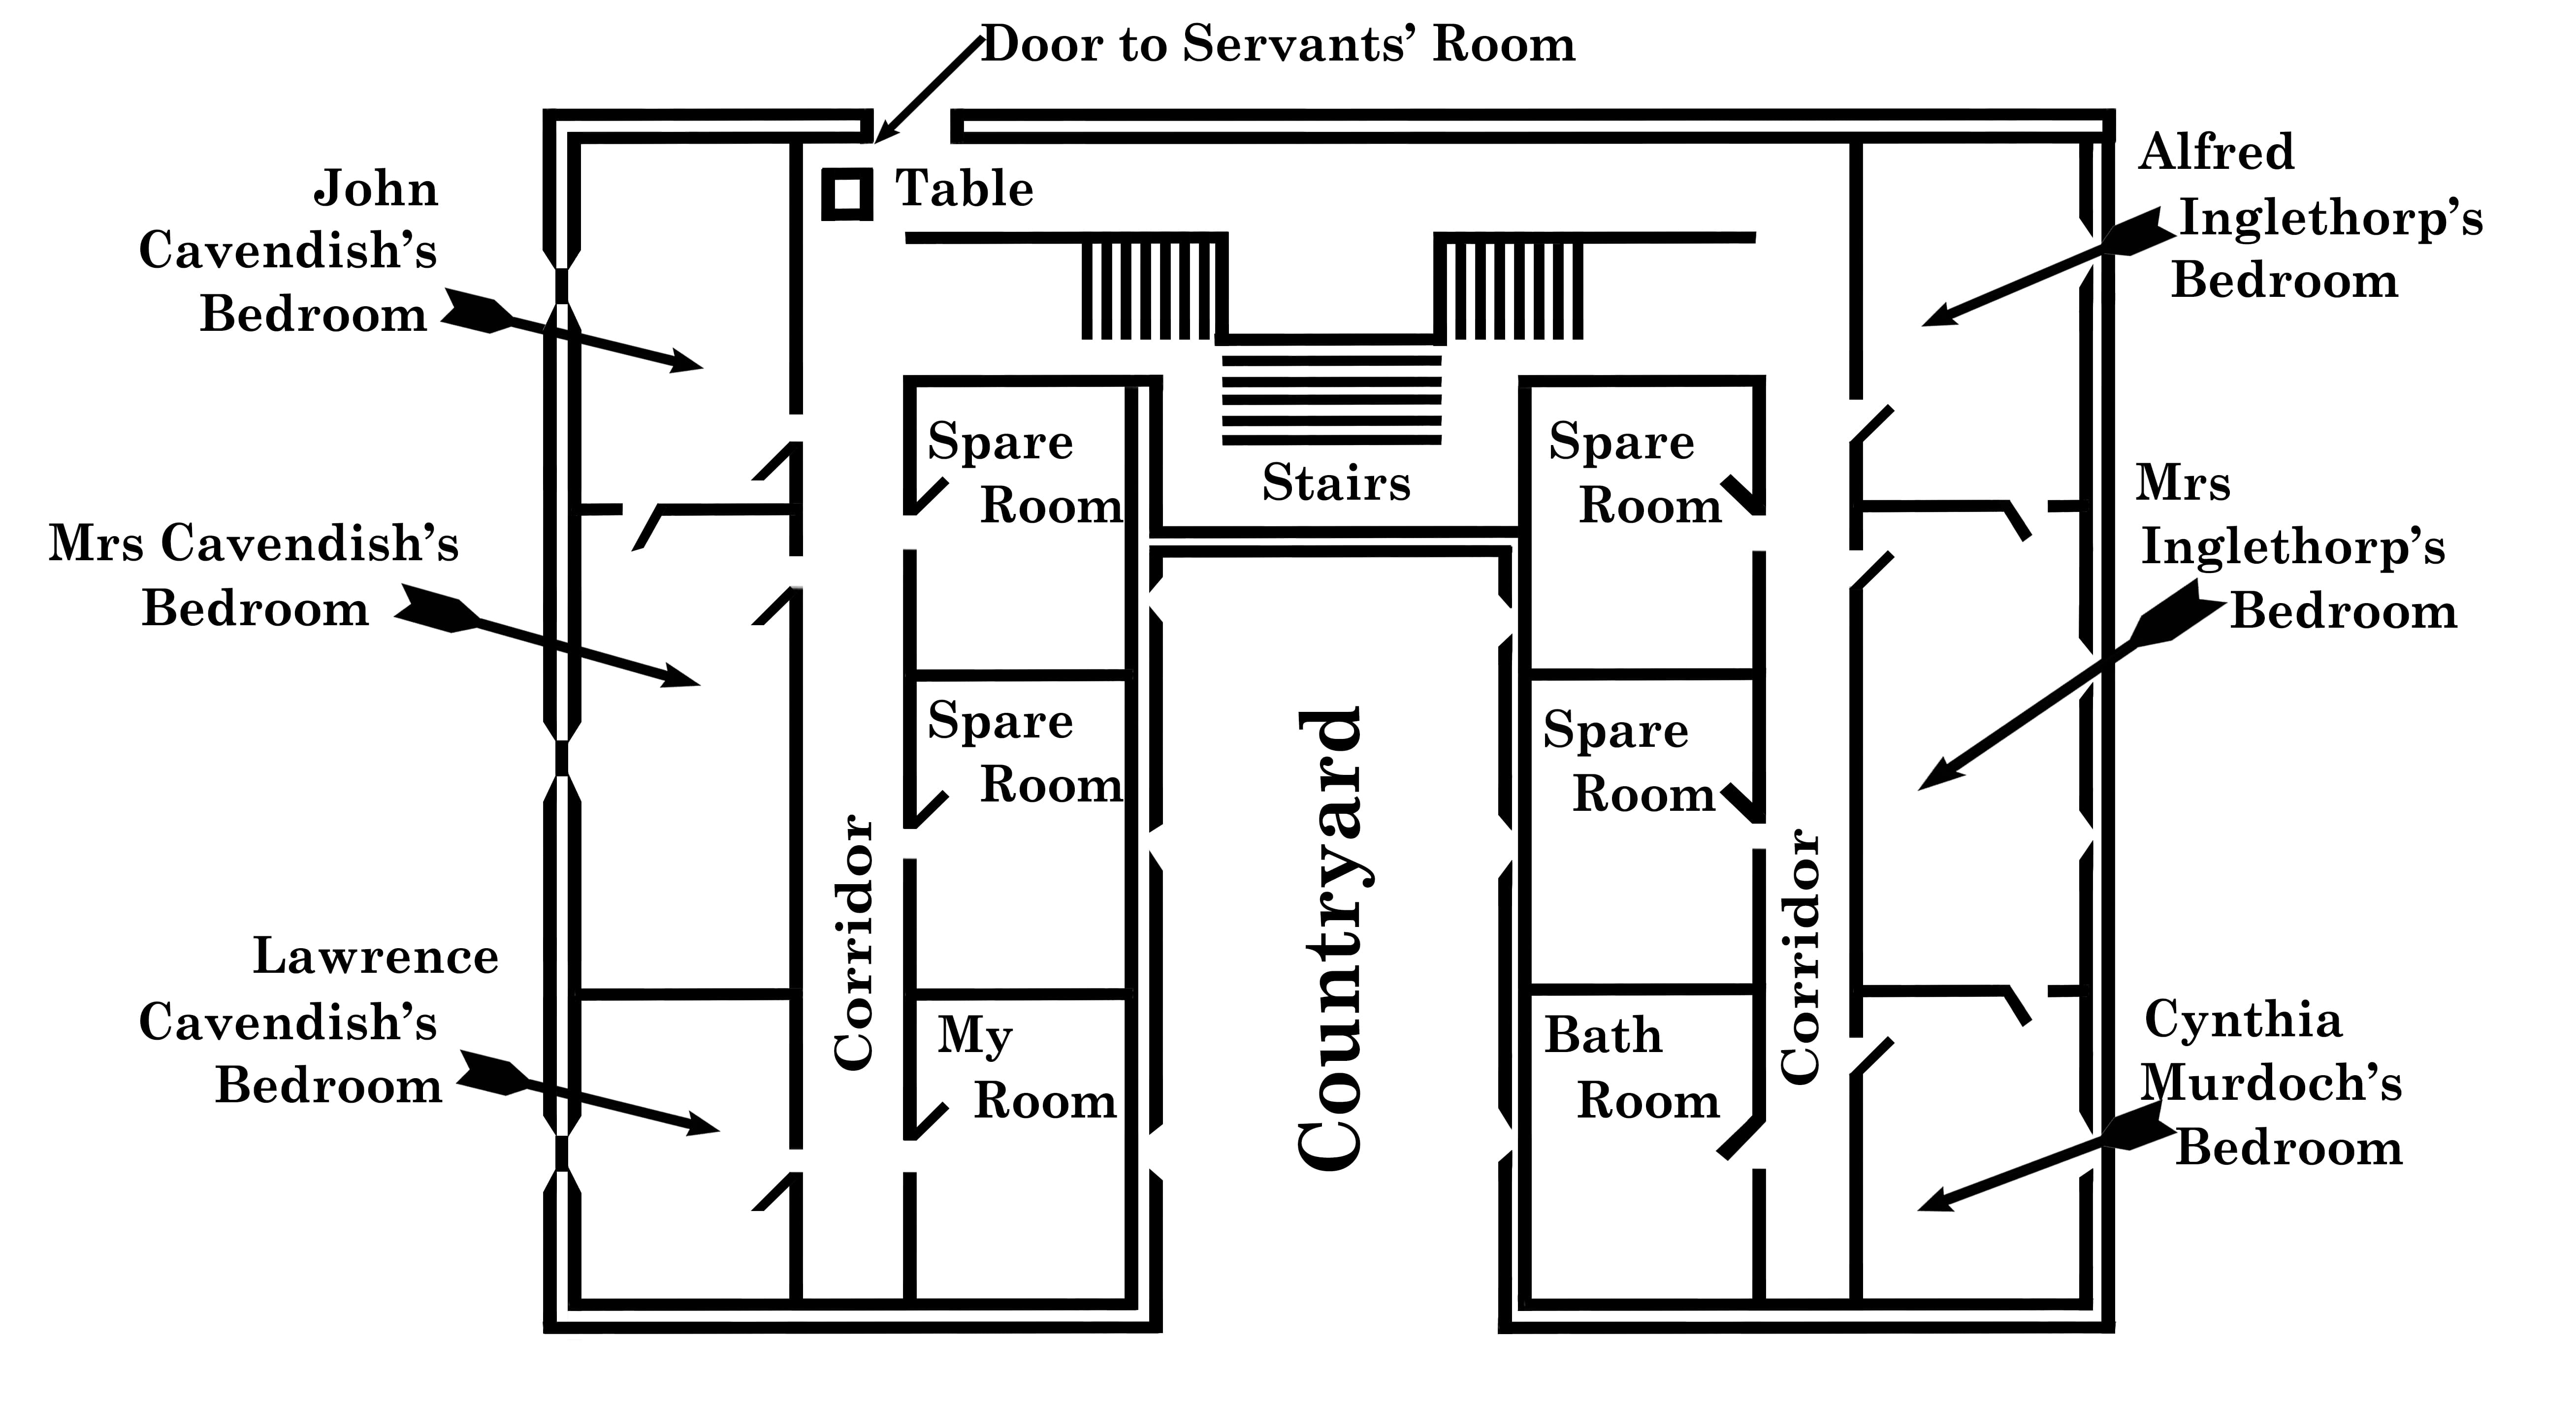 Door to Servants’ Room
Table
John
Cavendish’s
Bedroom
Mrs Cavendish’s
Bedroom
Lawrence
Cavendish’s
Bedroom
Corridor
Spare
Room
Spare
Room
My
Room
Stairs
Countryard
Spare
Room
Spare
Room
Bath
Room
Corridor
Alfred
Inglethorp’s
Bedroom
Mrs
Inglethorp’s
Bedroom
Cynthia
Murdoch’s
Bedroom